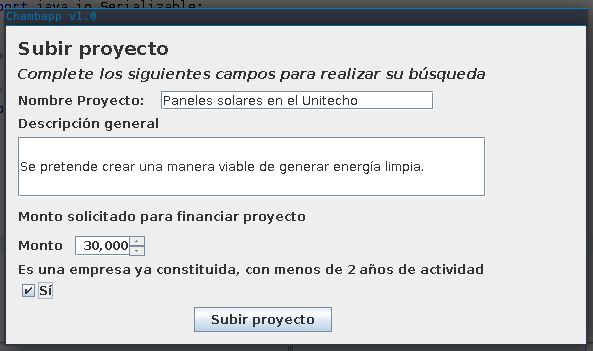 port java.io.Serializable;
Chambapp v1.0
Subir proyecto
Complete los siguientes campos para realizar su búsqueda
Nombre Proyecto: Paneles solares en el Unitecho
Descripción general
Se pretende crear una manera viable de generar energía limpia.
Monto solicitado para financiar proyecto
Monto 30,000
Es una empresa ya constituida, con menos de 2 años de actividad
Sí
Subir proyecto